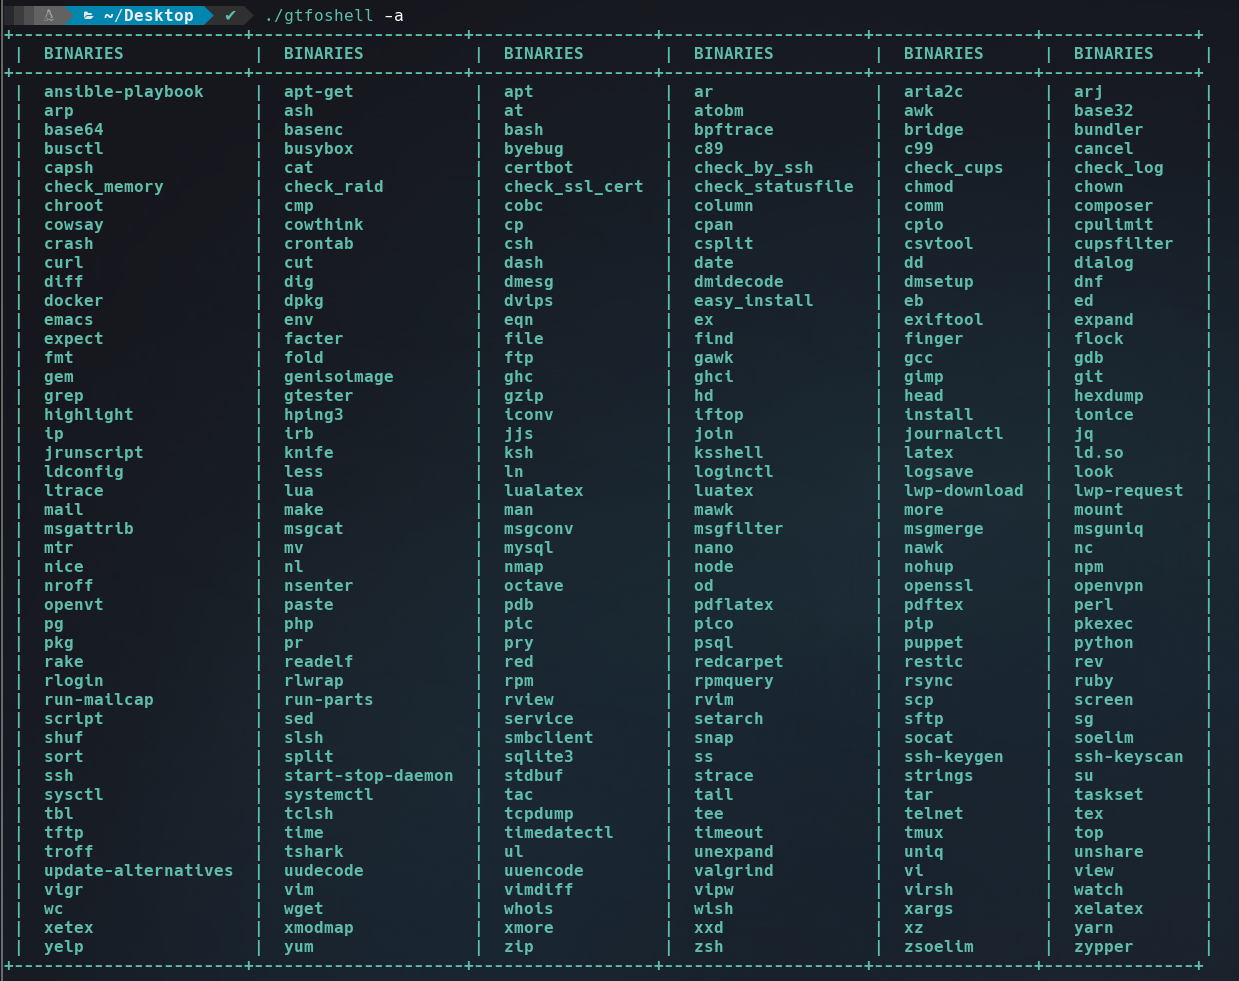 ~/Desktop ✔ ./gtfoshell -a
+-----------------------+---------------------+------------------+--------------------+----------------+---------------+
| BINARIES | BINARIES | BINARIES | BINARIES | BINARIES | BINARIES |
+-----------------------+---------------------+------------------+--------------------+----------------+---------------+
| ansible-playbook | apt-get | apt | ar | aria2c | arj |
| arp | ash | at | atobm | awk | base32 |
| base64 | basenc | bash | bpftrace | bridge | bundler |
| busctl | busybox | byebug | c89 | c99 | cancel |
| capsh | cat | certbot | check_by_ssh | check_cups | check_log |
| check_memory | check_raid | check_ssl_cert | check_statusfile | chmod | chown |
| chroot | cmp | cobc | column | comm | composer |
| cowsay | cowthink | cp | cpan | cpio | cpulimit |
| crash | crontab | csh | csplit | csvtool | cupsfilter |
| curl | cut | dash | date | dd | dialog |
| diff | dig | dmesg | dmidecode | dmsetup | dnf |
| docker | dpkg | dvips | easy_install | eb | ed |
| emacs | env | eqn | ex | exiftool | expand |
| expect | facter | file | find | finger | flock |
| fmt | fold | ftp | gawk | gcc | gdb |
| gem | genisoimage | ghc | ghci | gimp | git |
| grep | gtester | gzip | hd | head | hexdump |
| highlight | hping3 | iconv | iftop | install | ionice |
| ip | irb | jjs | join | journalctl | jq |
| jrunscript | knife | ksh | ksshell | latex | ld.so |
| ldconfig | less | ln | loginctl | logsave | look |
| ltrace | lua | lualatex | luatex | lwp-download | lwp-request |
| mail | make | man | mawk | more | mount |
| msgattrib | msgcat | msgconv | msgfilter | msgmerge | msguniq |
| mtr | mv | mysql | nano | nawk | nc |
| nice | nl | nmap | node | nohup | npm |
| nroff | nsenter | octave | od | openssl | openvpn |
| openvt | paste | pdb | pdflatex | pdftex | perl |
| pg | php | pic | pico | pip | pkexec |
| pkg | pr | pry | psql | puppet | python |
| rake | readelf | red | redcarpet | restic | rev |
| rlogin | rlwrap | rpm | rpmquery | rsync | ruby |
| run-mailcap | run-parts | rview | rvim | scp | screen |
| script | sed | service | setarch | sftp | sg |
| shuf | slsh | smbclient | snap | socat | soelim |
| sort | split | sqlite3 | ss | ssh-keygen | ssh-keyscan |
| ssh | start-stop-daemon | stdbuf | strace | strings | su |
| sysctl | systemctl | tac | tail | tar | taskset |
| tbl | tclsh | tcpdump | tee | telnet | tex |
| tftp | time | timedatectl | timeout | tmux | top |
| troff | tshark | ul | unexpand | uniq | unshare |
| update-alternatives | uudecode | uuencode | valgrind | vi | view |
| vigr | vim | vimdiff | vipw | virsh | watch |
| wc | wget | whois | wish | xargs | xelatex |
| xetex | xmodmap | xmore | xxd | xz | yarn |
| yelp | yum | zip | zsh | zsoelim | zypper |
+-----------------------+---------------------+------------------+--------------------+----------------+---------------+